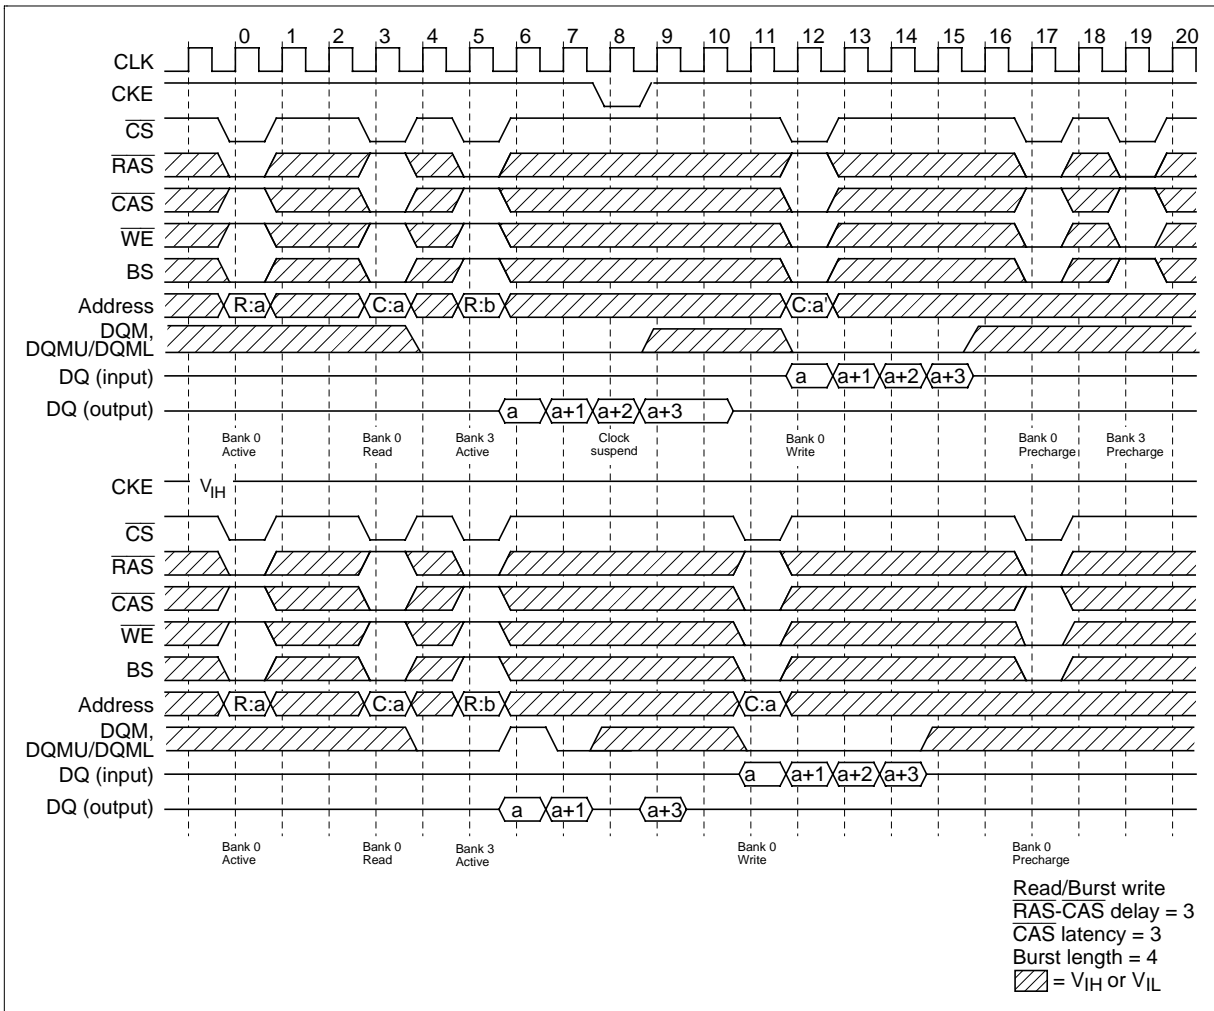 0 1 2 3 4 5 6 7 8 9 10 11 12 13 14 15 16 17 18 19 20
CLK
CKE
CS
RAS
CAS
WE
BS
Address R:a C:a R:b C:a'
DQM,
DQMU/DQML
DQ (input) a a+1 a+2 a+3
DQ (output) a a+1 a+2 a+3
Bank 0 Active
Bank 0 Read
Bank 3 Active
Clock suspend
Bank 0 Write
Bank 0 Precharge
Bank 3 Precharge
CKE VIH
CS
RAS
CAS
WE
BS
Address R:a C:a R:b C:a
DQM,
DQMU/DQML
DQ (input) a a+1 a+2 a+3
DQ (output) a a+1 a+3
Bank 0 Active
Bank 0 Read
Bank 3 Active
Bank 0 Write
Bank 0 Precharge
Read/Burst write
RAS-CAS delay = 3
CAS latency = 3
Burst length = 4
= VIH or VIL